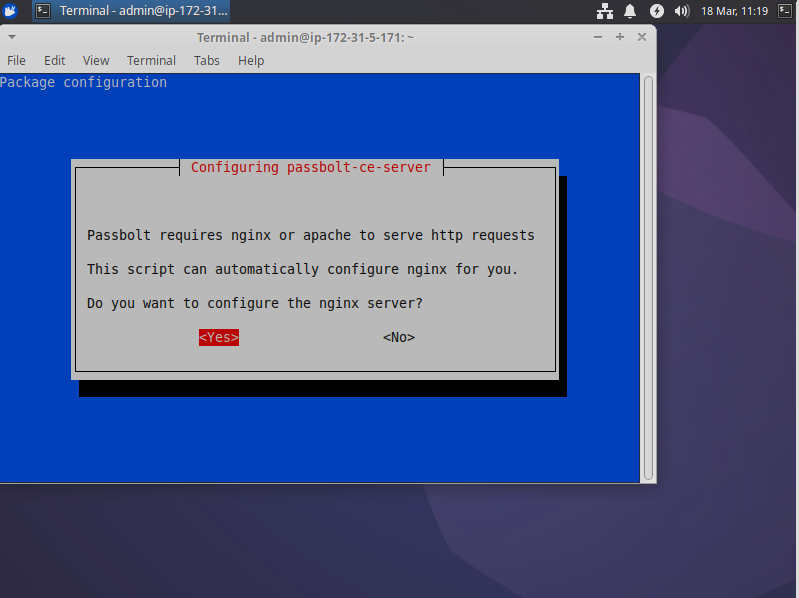 Terminal - admin@ip-172-31...
18 Mar, 11:19
Terminal - admin@ip-172-31-5-171: ~
File Edit View Terminal Tabs Help
Package configuration
Configuring passbolt-ce-server
Passbolt requires nginx or apache to serve http requests
This script can automatically configure nginx for you.
Do you want to configure the nginx server?
<Yes> <No>